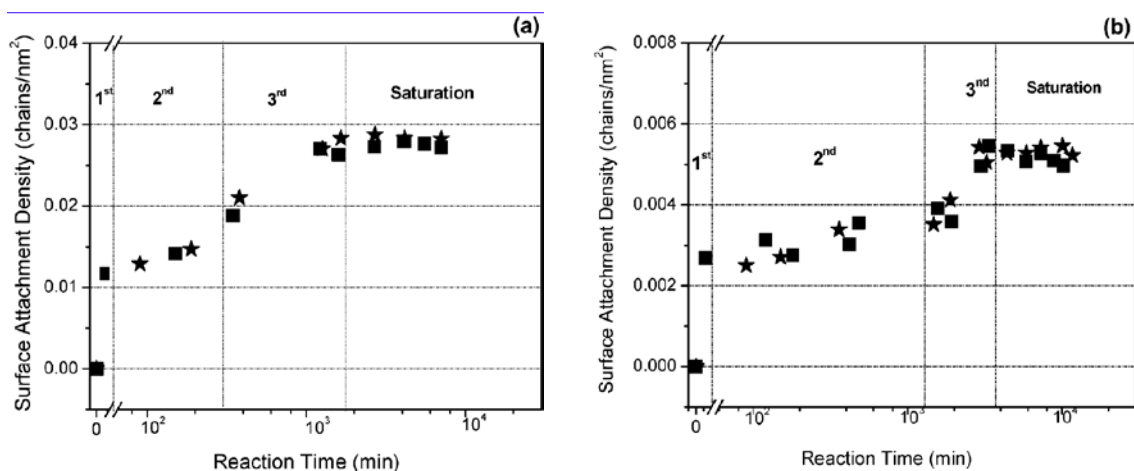 (a)
0.04
1st
2nd
3rd
Saturation
0.03
0.02
0.01
0.00
Surface Attachment Density (chains/nm2)
0
10^2
10^3
10^4
Reaction Time (min)
(b)
0.008
3nd
Saturation
0.006
1st
2nd
0.004
0.002
0.000
Surface Attachment Density (chains/nm2)
0
10^2
10^3
10^4
Reaction Time (min)